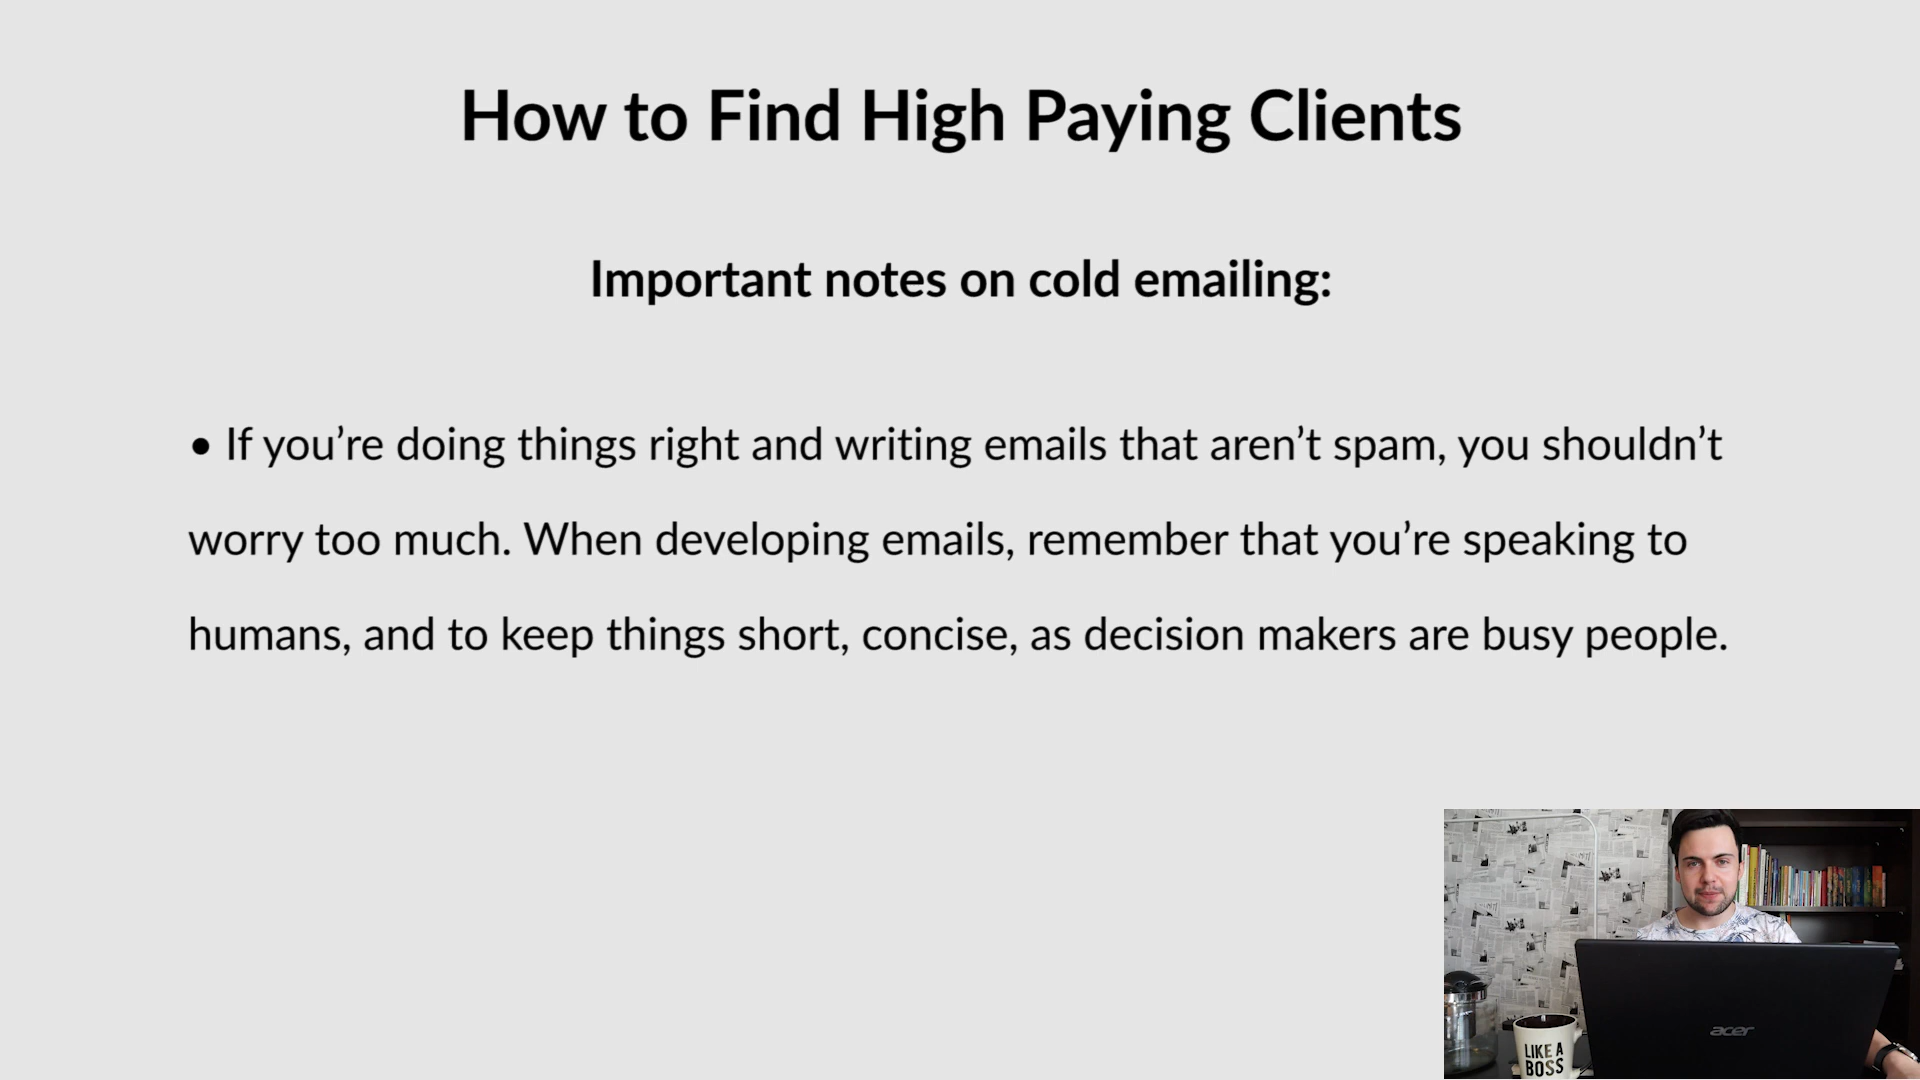 How to Find High Paying Clients
Important notes on cold emailing:
• If you’re doing things right and writing emails that aren’t spam, you shouldn’t
worry too much. When developing emails, remember that you’re speaking to
humans, and to keep things short, concise, as decision makers are busy people.
acer
LIKE A
BOSS